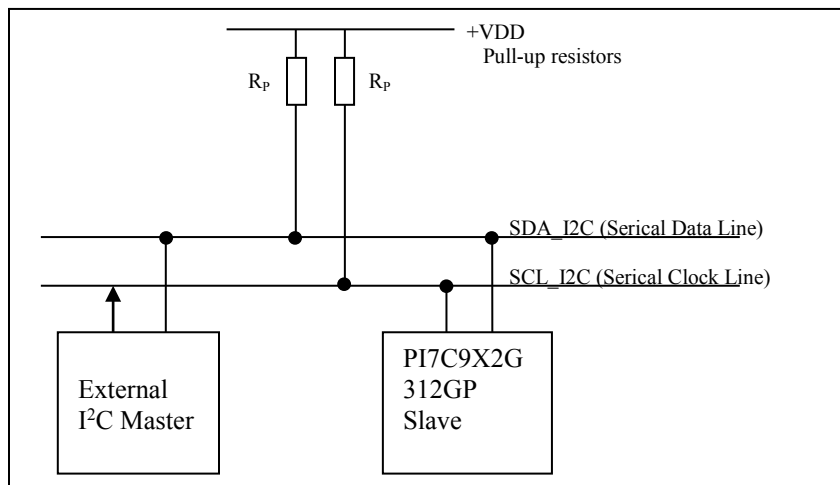 +VDD
Pull-up resistors
RP
RP
SDA_I2C (Serical Data Line)
SCL_I2C (Serical Clock Line)
External
I²C Master
PI7C9X2G
312GP
Slave